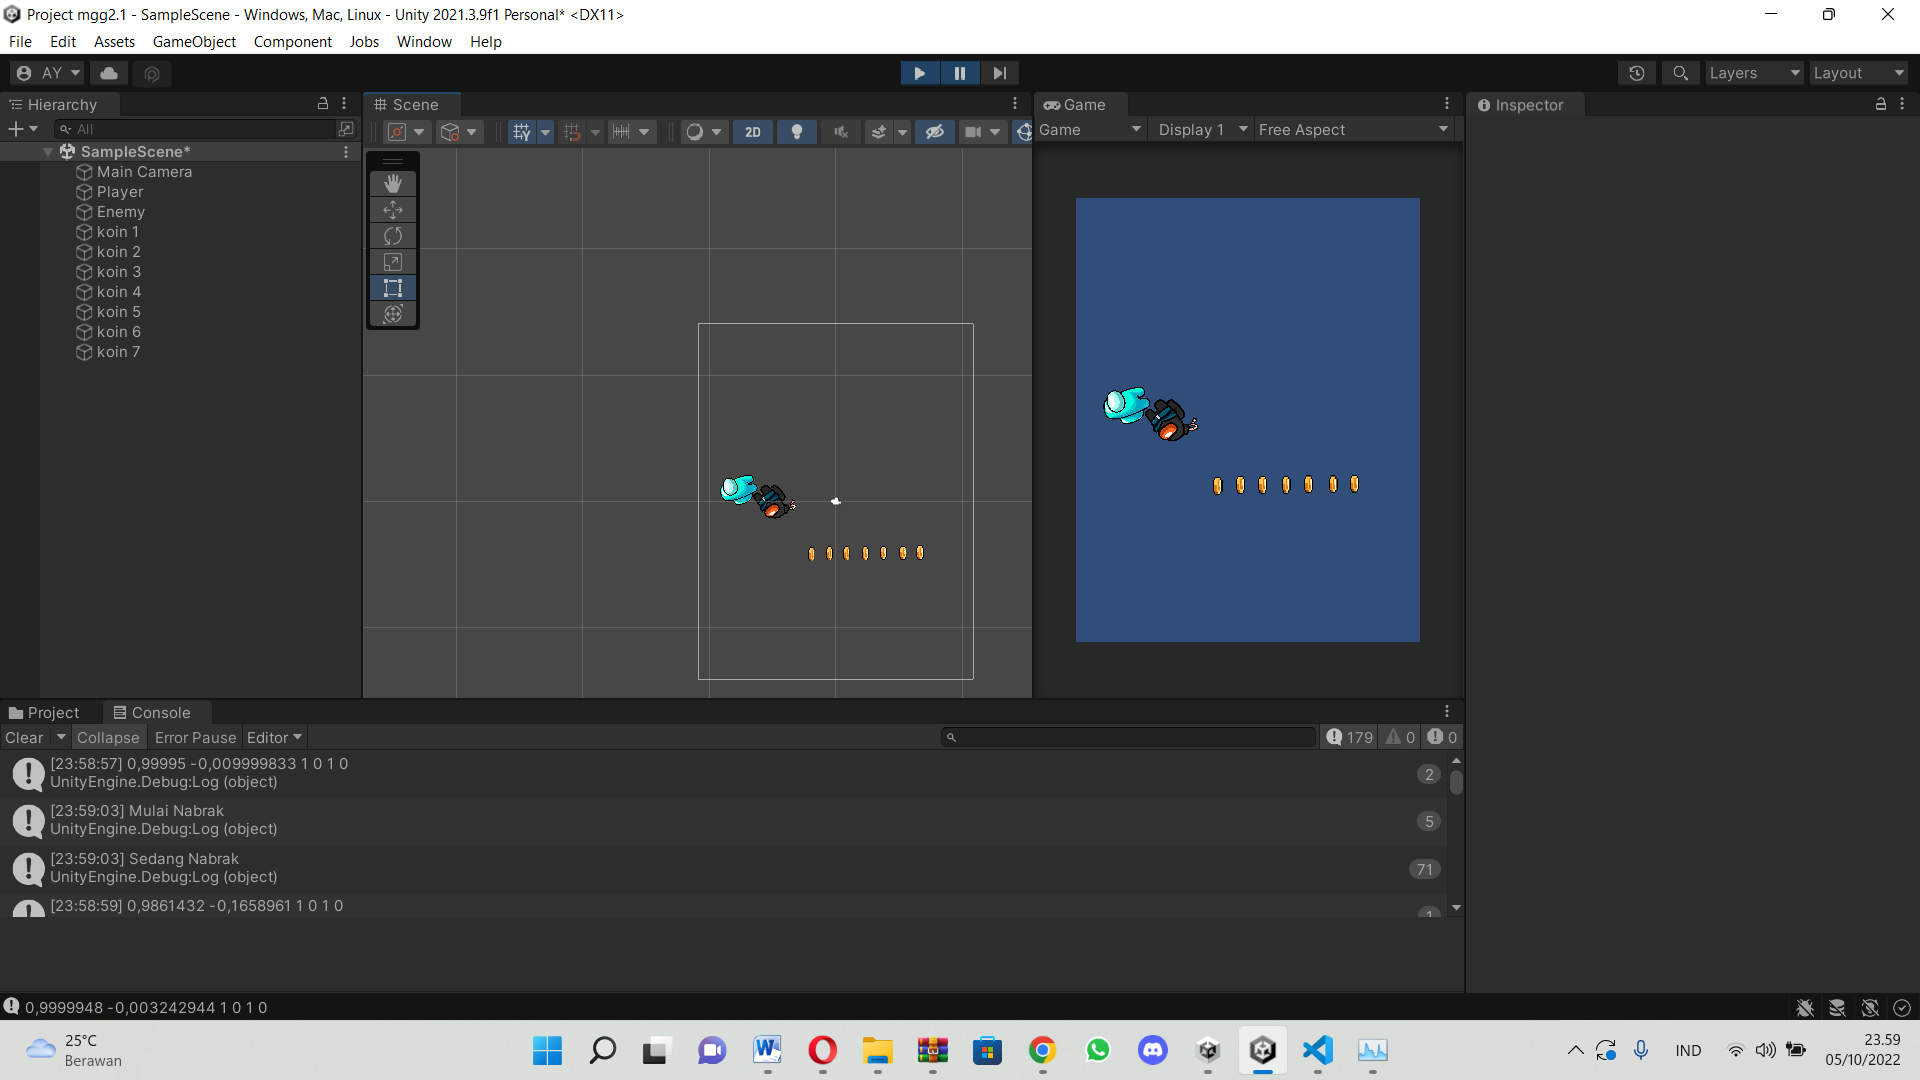 Project mgg2.1 - SampleScene - Windows, Mac, Linux - Unity 2021.3.9f1 Personal* <DX11>
File Edit Assets GameObject Component Jobs Window Help
AY
Layers
Layout
Hierarchy
All
SampleScene*
Main Camera
Player
Enemy
koin 1
koin 2
koin 3
koin 4
koin 5
koin 6
koin 7
Scene
2D
Game
Game
Display 1
Free Aspect
Inspector
Project
Console
Clear
Collapse
Error Pause
Editor
179
0
0
[23:58:57] 0,99995 -0,009999833 1 0 1 0
UnityEngine.Debug:Log (object)
2
[23:59:03] Mulai Nabrak
UnityEngine.Debug:Log (object)
5
[23:59:03] Sedang Nabrak
UnityEngine.Debug:Log (object)
71
[23:58:59] 0,9861432 -0,1658961 1 0 1 0
1
0,9999948 -0,003242944 1 0 1 0
25°C
Berawan
IND
23.59
05/10/2022